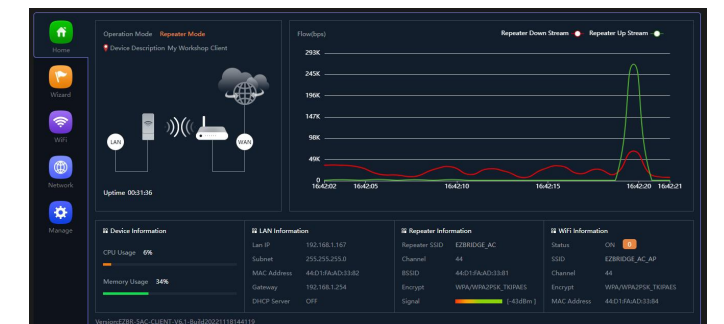 Home
Wizard
WiFi
Network
Manage
Operation Mode Repeater Mode
Device Description My Workshop Client
LAN
WAN
Uptime 00:31:36
Flow(bps)
Repeater Down Stream
Repeater Up Stream
293K
245K
196K
147K
98K
49K
0
16:42:02 16:42:05 16:42:10 16:42:15 16:42:20 16:42:21
Device Information
CPU Usage 6%
Memory Usage 34%
LAN Information
Lan IP 192.168.1.167
Subnet 255.255.255.0
MAC Address 44:D1:FA:AD:33:82
Gateway 192.168.1.254
DHCP Server OFF
Repeater Information
Repeater SSID EZBRIDGE_AC
Channel 44
BSSID 44:D1:FA:AD:33:81
Encrypt WPA/WPA2PSK_TKIPAES
Signal [-43dBm ]
WiFi Information
Status ON 0
SSID EZBRIDGE_AC_AP
Channel 44
Encrypt WPA/WPA2PSK_TKIPAES
MAC Address 44:D1:FA:AD:33:84
Version:EZBR-5AC-CLIENT-V6.1-Build20221118144119